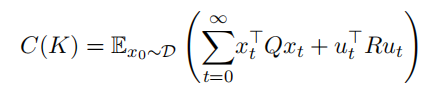 $C(K) = \mathbb{E}_{x_0 \sim \mathcal{D}} \left( \sum_{t=0}^{\infty} x_t^\top Q x_t + u_t^\top R u_t \right)$